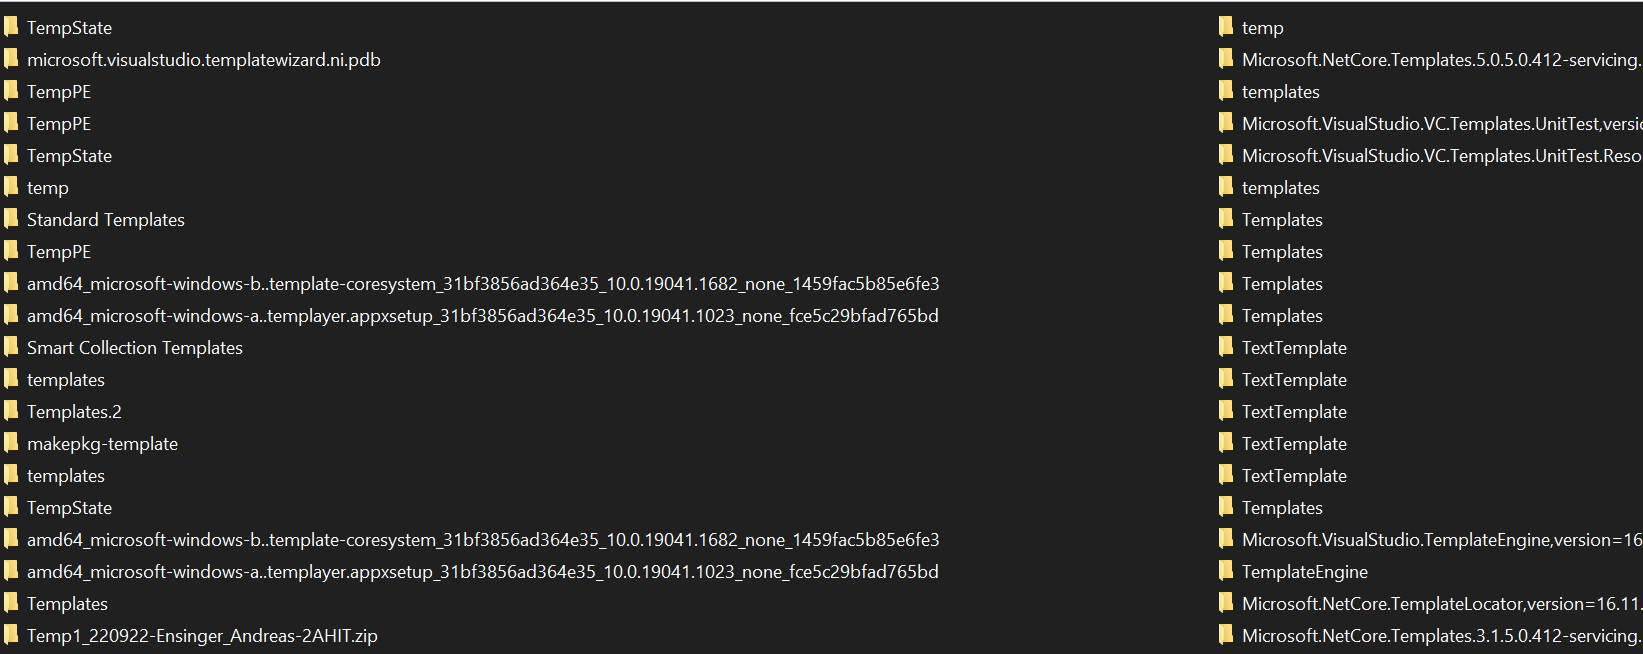 TempState
microsoft.visualstudio.templatewizard.ni.pdb
TempPE
TempPE
TempState
temp
Standard Templates
TempPE
amd64_microsoft-windows-b..template-coresystem_31bf3856ad364e35_10.0.19041.1682_none_1459fac5b85e6fe3
amd64_microsoft-windows-a..templayer.appxsetup_31bf3856ad364e35_10.0.19041.1023_none_fce5c29bfad765bd
Smart Collection Templates
templates
Templates.2
makepkg-template
templates
TempState
amd64_microsoft-windows-b..template-coresystem_31bf3856ad364e35_10.0.19041.1682_none_1459fac5b85e6fe3
amd64_microsoft-windows-a..templayer.appxsetup_31bf3856ad364e35_10.0.19041.1023_none_fce5c29bfad765bd
Templates
Temp1_220922-Ensinger_Andreas-2AHIT.zip
temp
Microsoft.NetCore.Templates.5.0.5.0.412-servicing.
templates
Microsoft.VisualStudio.VC.Templates.UnitTest,versio
Microsoft.VisualStudio.VC.Templates.UnitTest.Reso
templates
Templates
Templates
Templates
Templates
TextTemplate
TextTemplate
TextTemplate
TextTemplate
TextTemplate
Templates
Microsoft.VisualStudio.TemplateEngine,version=16
TemplateEngine
Microsoft.NetCore.TemplateLocator,version=16.11.
Microsoft.NetCore.Templates.3.1.5.0.412-servicing.